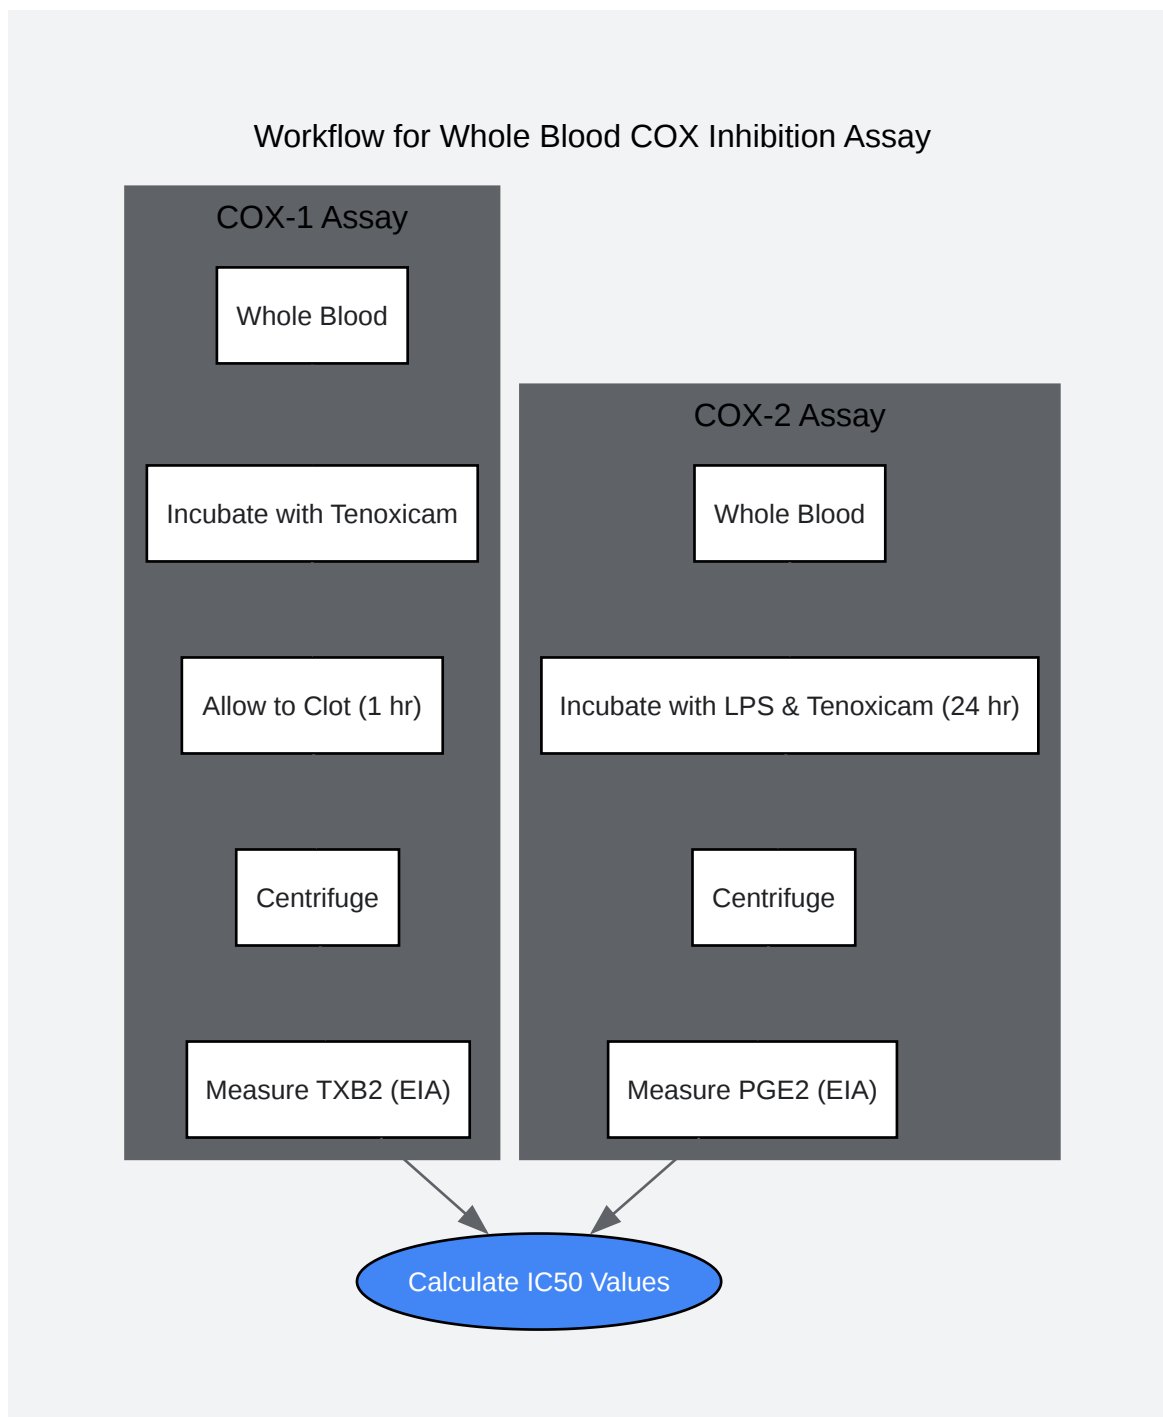 Workflow for Whole Blood COX Inhibition Assay
COX-1 Assay
Whole Blood
Incubate with Tenoxicam
Allow to Clot (1 hr)
Centrifuge
Measure TXB2 (EIA)
COX-2 Assay
Whole Blood
Incubate with LPS & Tenoxicam (24 hr)
Centrifuge
Measure PGE2 (EIA)
Calculate IC50 Values